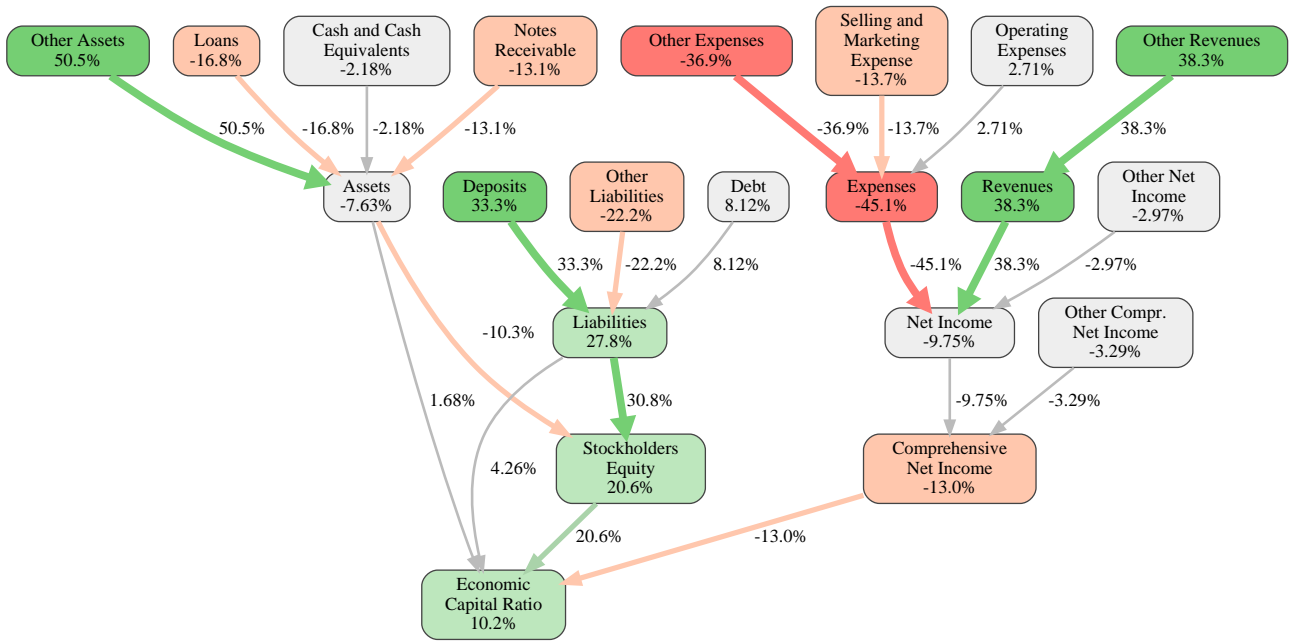 Other Assets
50.5%
Loans
-16.8%
Cash and Cash
Equivalents
-2.18%
Notes
Receivable
-13.1%
Other Expenses
-36.9%
Selling and
Marketing
Expense
-13.7%
Operating
Expenses
2.71%
Other Revenues
38.3%
50.5%
-16.8%
-2.18%
-13.1%
-36.9%
-13.7%
2.71%
38.3%
Assets
-7.63%
Deposits
33.3%
Other
Liabilities
-22.2%
Debt
8.12%
Expenses
-45.1%
Revenues
38.3%
Other Net
Income
-2.97%
33.3%
-22.2%
8.12%
-45.1%
38.3%
-2.97%
-10.3%
Liabilities
27.8%
Net Income
-9.75%
Other Compr.
Net Income
-3.29%
1.68%
30.8%
-9.75%
-3.29%
4.26%
Stockholders
Equity
20.6%
Comprehensive
Net Income
-13.0%
20.6%
-13.0%
Economic
Capital Ratio
10.2%